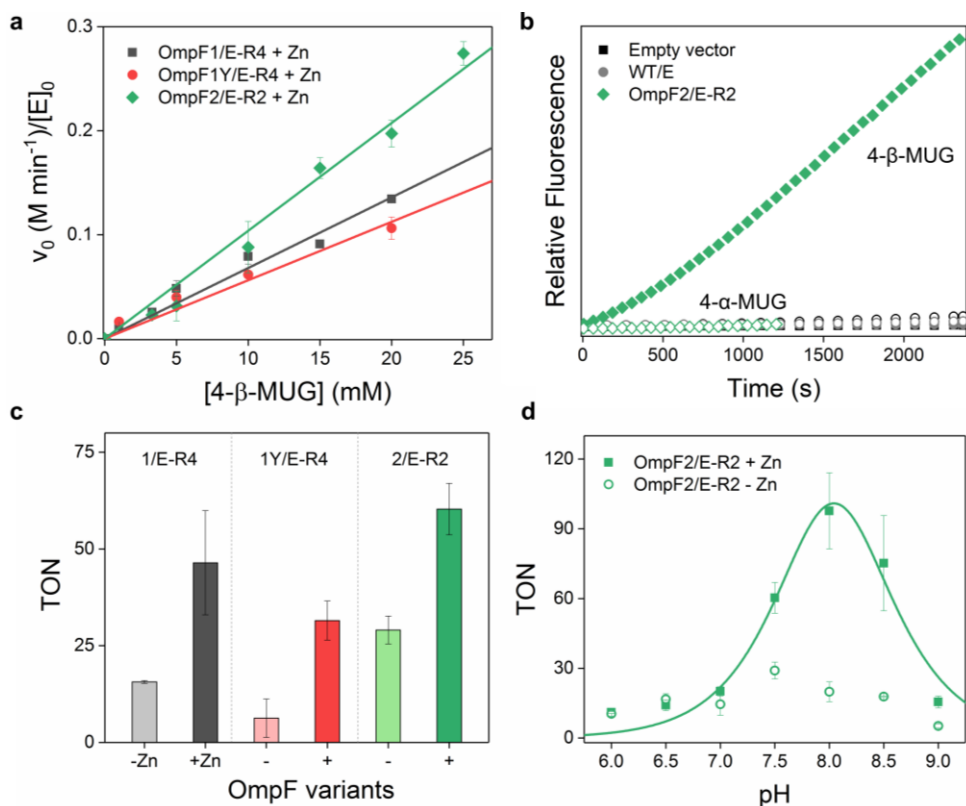 a
0.3
0.2
0.1
0.0
v₀ (M min⁻¹)/[E]₀
OmpF1/E-R4 + Zn
OmpF1Y/E-R4 + Zn
OmpF2/E-R2 + Zn
0 5 10 15 20 25
[4-β-MUG] (mM)
b
Relative Fluorescence
Empty vector
WT/E
OmpF2/E-R2
4-β-MUG
4-α-MUG
0 500 1000 1500 2000
Time (s)
c
75
50
25
0
TON
1/E-R4 1Y/E-R4 2/E-R2
-Zn +Zn - + - +
OmpF variants
d
120
90
60
30
0
TON
OmpF2/E-R2 + Zn
OmpF2/E-R2 - Zn
6.0 6.5 7.0 7.5 8.0 8.5 9.0
pH